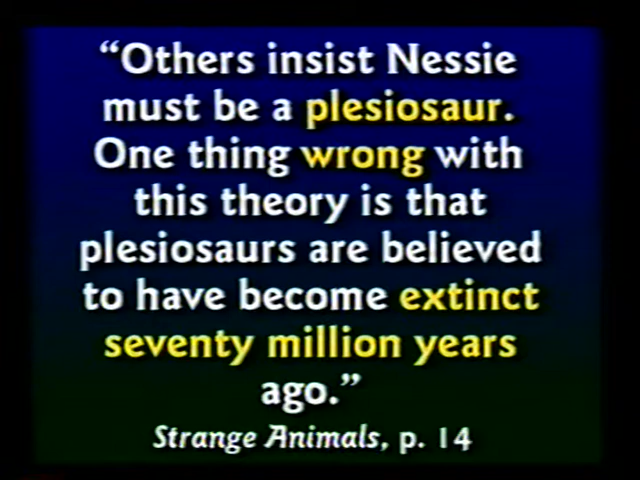 “Others insist Nessie
must be a plesiosaur.
One thing wrong with
this theory is that
plesiosaurs are believed
to have become extinct
seventy million years
ago.”
Strange Animals, p. 14